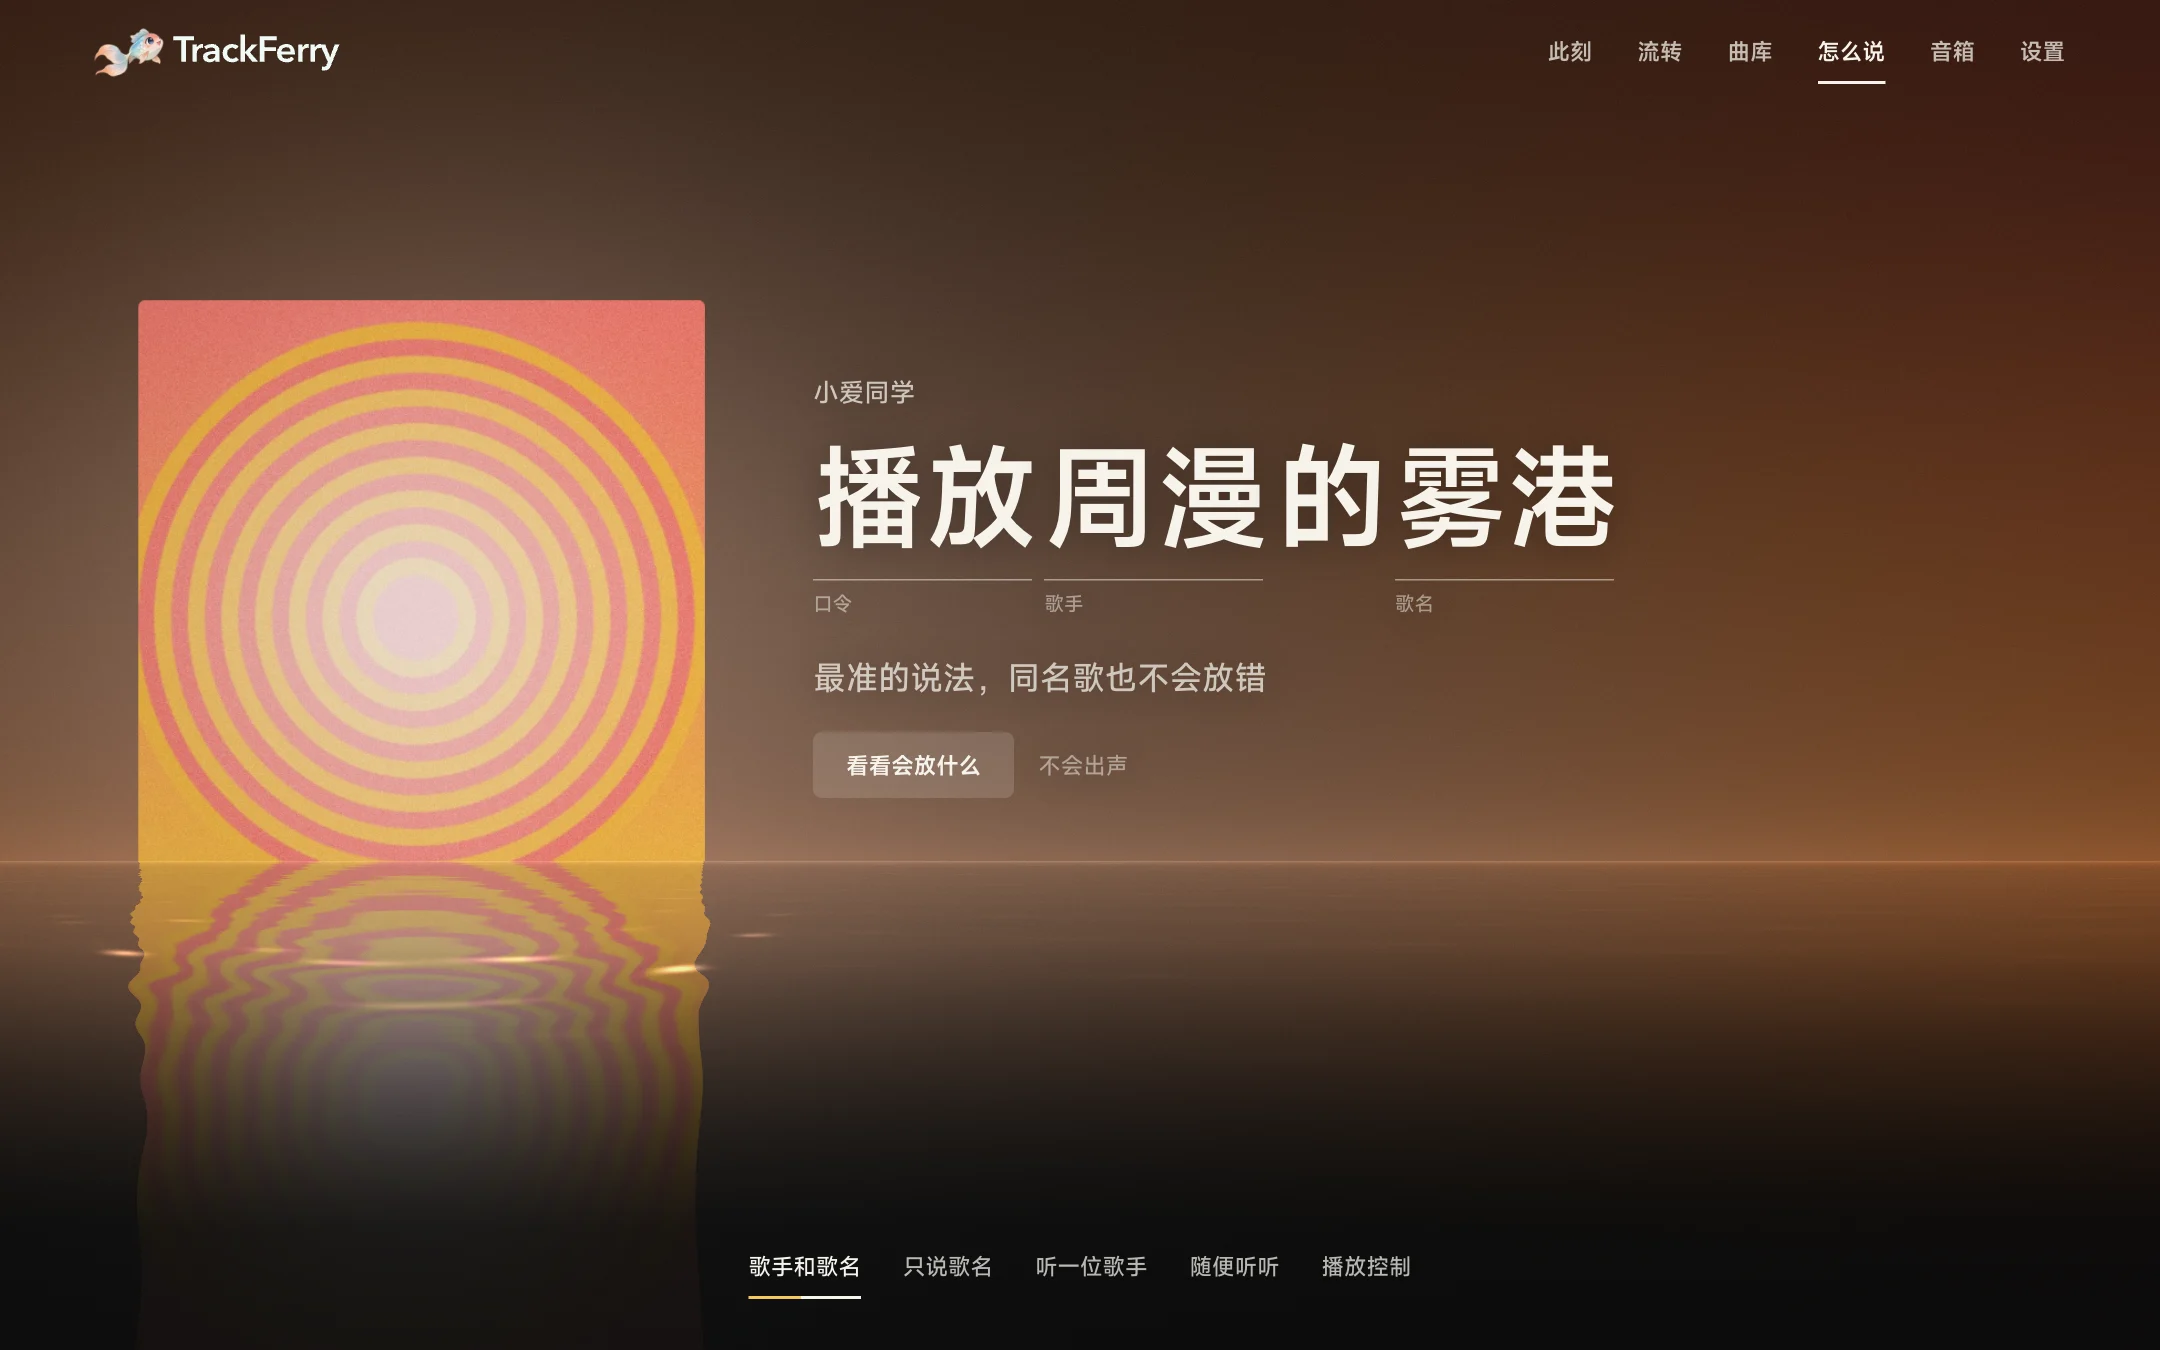 TrackFerry
此刻 流转 曲库 怎么说 音箱 设置
小爱同学
播放周漫的雾港
口令 歌手 歌名
最准的说法，同名歌也不会放错
看看会放什么 不会出声
歌手和歌名 只说歌名 听一位歌手 随便听听 播放控制